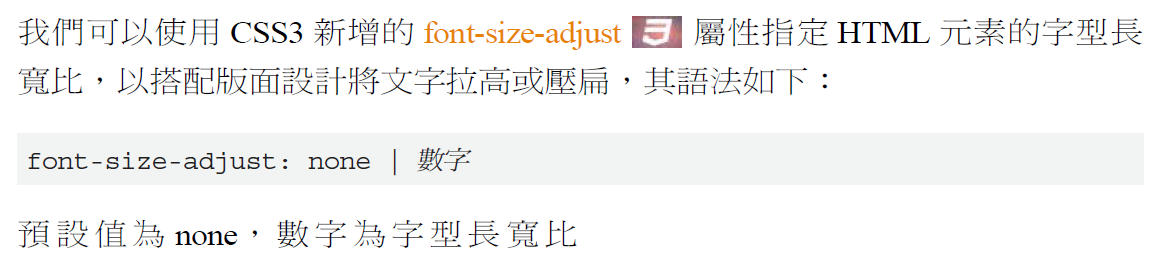 我們可以使用 CSS3 新增的 font-size-adjust 3 屬性指定 HTML 元素的字型長
寬比，以搭配版面設計將文字拉高或壓扁，其語法如下：
font-size-adjust: none | 數字
預設值為 none，數字為字型長寬比